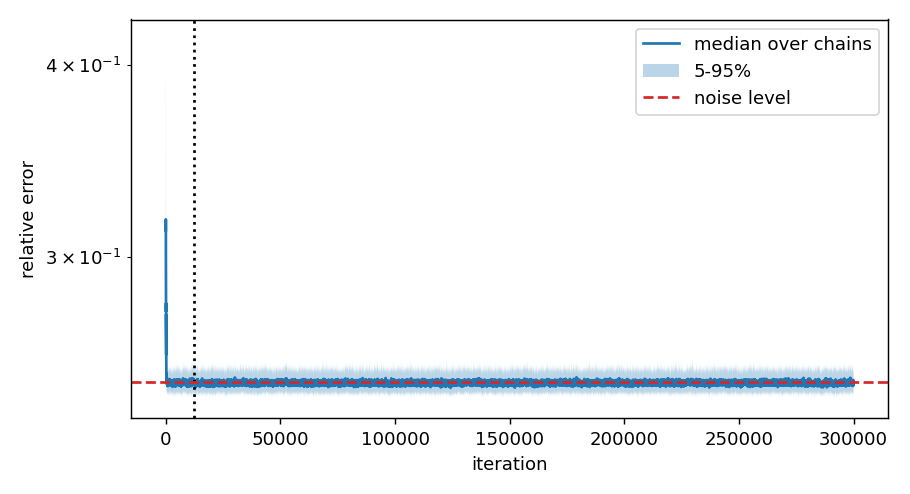 4 × 10⁻¹
3 × 10⁻¹
relative error
median over chains
5-95%
noise level
0 50000 100000 150000 200000 250000 300000
iteration